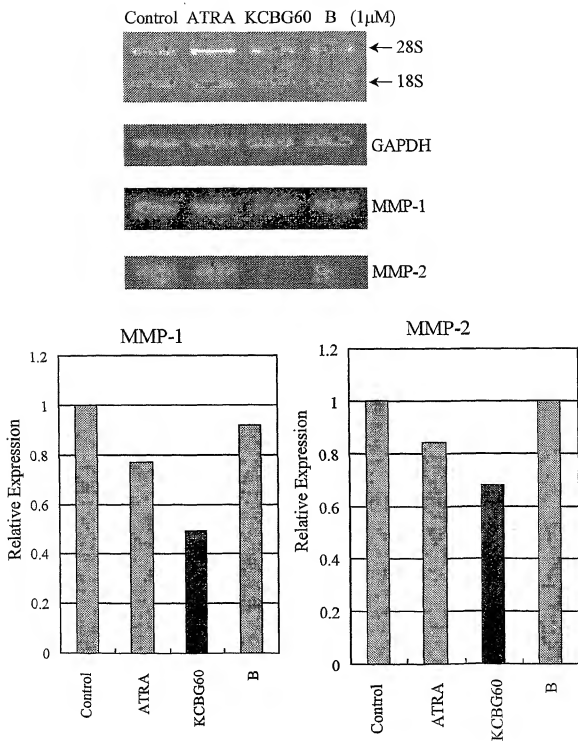 Control ATRA KCBG60 B (1μM)
←28S
←18S
GAPDH
MMP-1
MMP-2
MMP-1
1.2
1
0.8
0.6
0.4
0.2
0
Relative Expression
Control
ATRA
KCBG60
B
MMP-2
1.2
1
0.8
0.6
0.4
0.2
0
Relative Expression
Control
ATRA
KCBG60
B